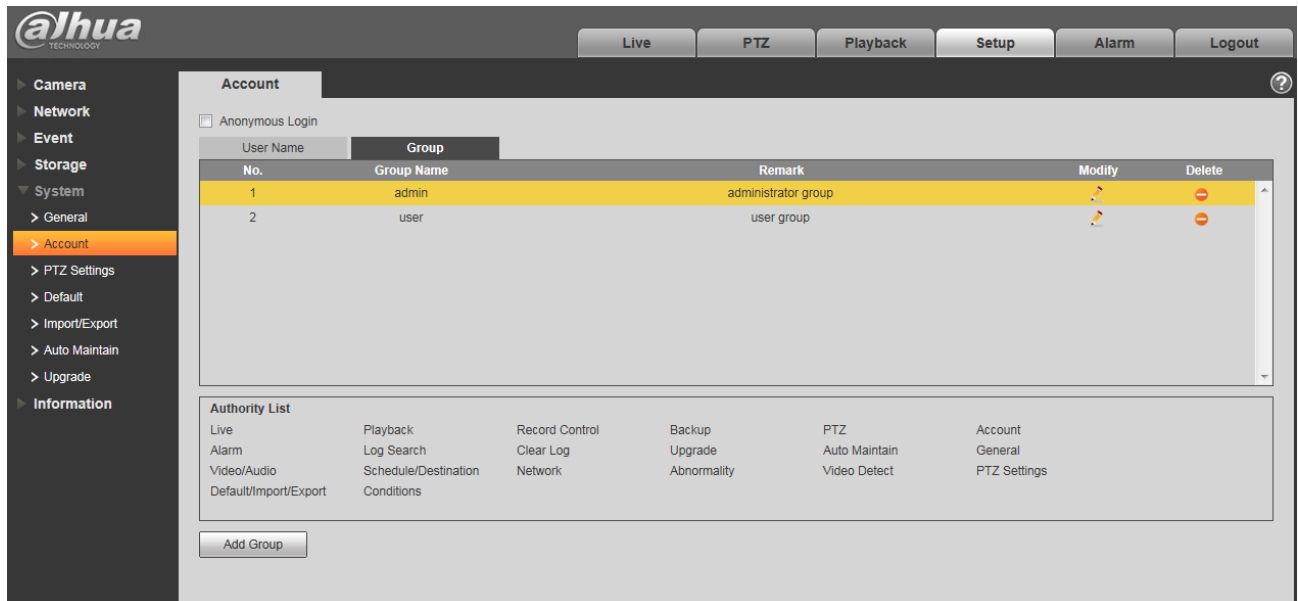 alhua
TECHNOLOGY
Live PTZ Playback Setup Alarm Logout
Camera
Network
Event
Storage
System
> General
> Account
> PTZ Settings
> Default
> Import/Export
> Auto Maintain
> Upgrade
Information
Account
?
Anonymous Login
User Name Group
No. Group Name Remark Modify Delete
1 admin administrator group
2 user user group
Authority List
Live Playback Record Control Backup PTZ Account
Alarm Log Search Clear Log Upgrade Auto Maintain General
Video/Audio Schedule/Destination Network Abnormality Video Detect PTZ Settings
Default/Import/Export Conditions
Add Group